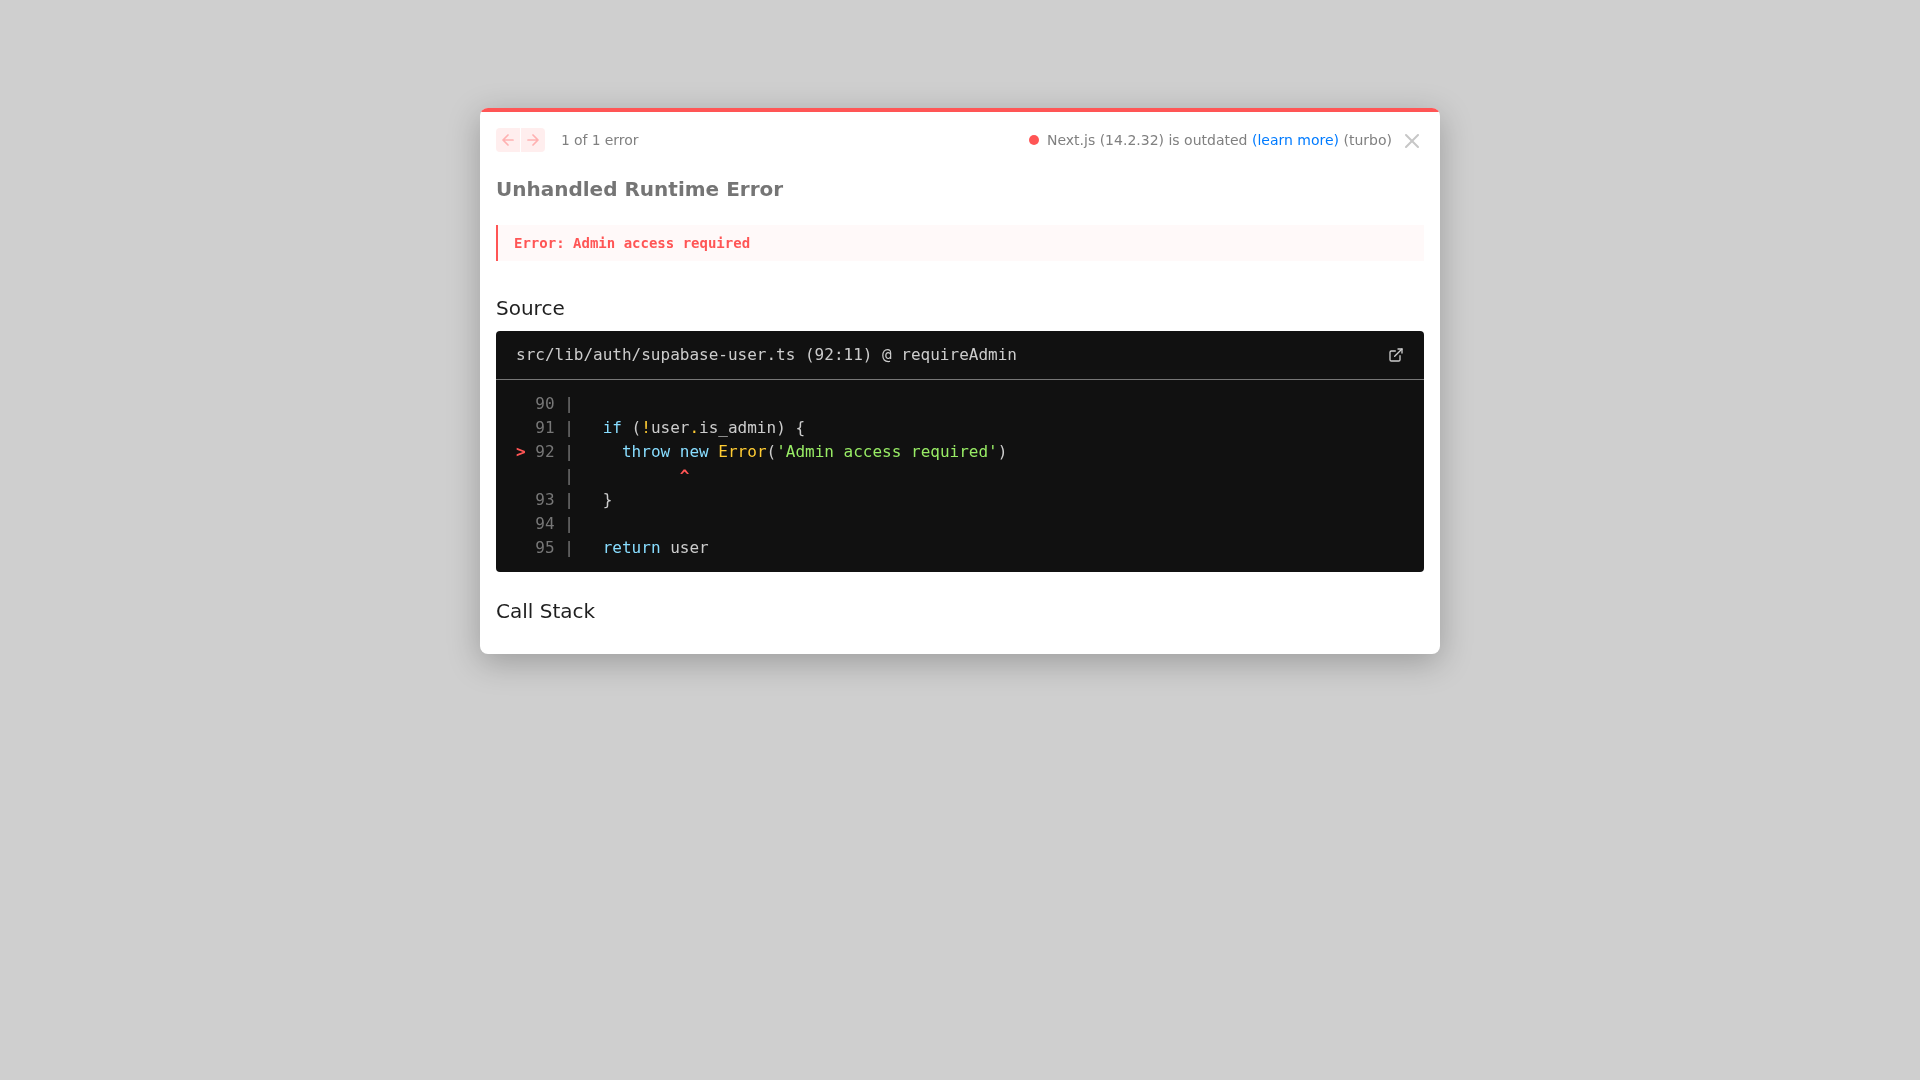 1 of 1 error
Next.js (14.2.32) is outdated (learn more) (turbo)
Unhandled Runtime Error
Error: Admin access required
Source
src/lib/auth/supabase-user.ts (92:11) @ requireAdmin
90 |
91 |   if (!user.is_admin) {
> 92 |     throw new Error('Admin access required')
|           ^
93 |   }
94 |
95 |   return user
Call Stack